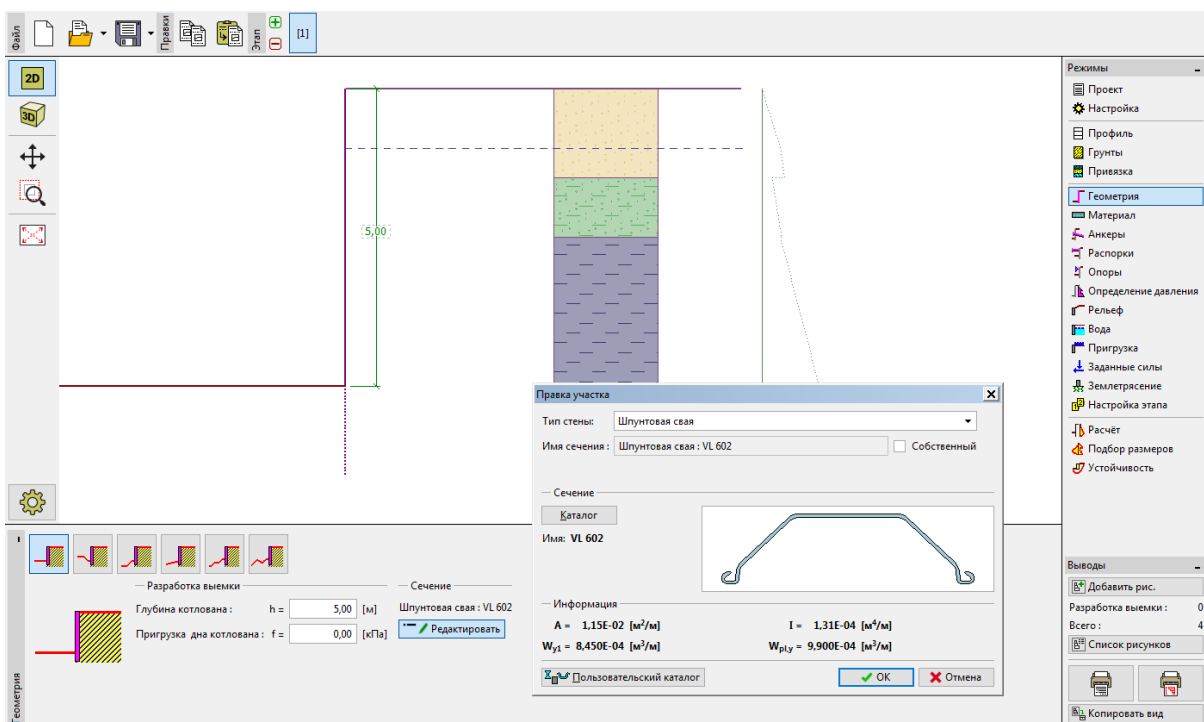 Файл
Правки
Этап
[1]
2D
3D
5,00
Режимы
Проект
Настройка
Профиль
Грунты
Привязка
Геометрия
Материал
Анкеры
Распорки
Опоры
Определение давления
Рельеф
Вода
Пригрузка
Заданные силы
Землетрясение
Настройка этапа
Расчёт
Подбор размеров
Устойчивость
Правка участка
Тип стены: Шпунтовая свая
Имя сечения : Шпунтовая свая : VL 602 Собственный
Сечение
Каталог
Имя: VL 602
Информация
A = 1,15E-02 [м²/м] I = 1,31E-04 [м⁴/м]
Wy1 = 8,450E-04 [м³/м] Wpl,y = 9,900E-04 [м³/м]
Пользовательский каталог OK Отмена
Геометрия
Разработка выемки
Глубина котлована : h = 5,00 [м]
Пригрузка дна котлована : f = 0,00 [кПа]
Сечение
Шпунтовая свая : VL 602
Редактировать
Выводы
Добавить рис.
Разработка выемки : 0
Всего : 4
Список рисунков
Копировать вид